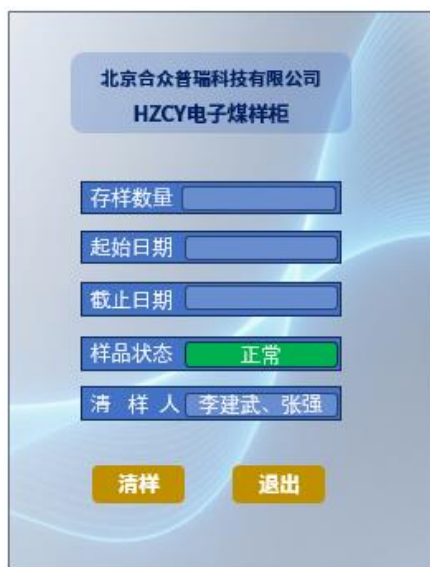 北京合众普瑞科技有限公司
HZCY电子煤样柜
存样数量
起始日期
截止日期
样品状态 正常
清 样 人 李建武、张强
清样 退出